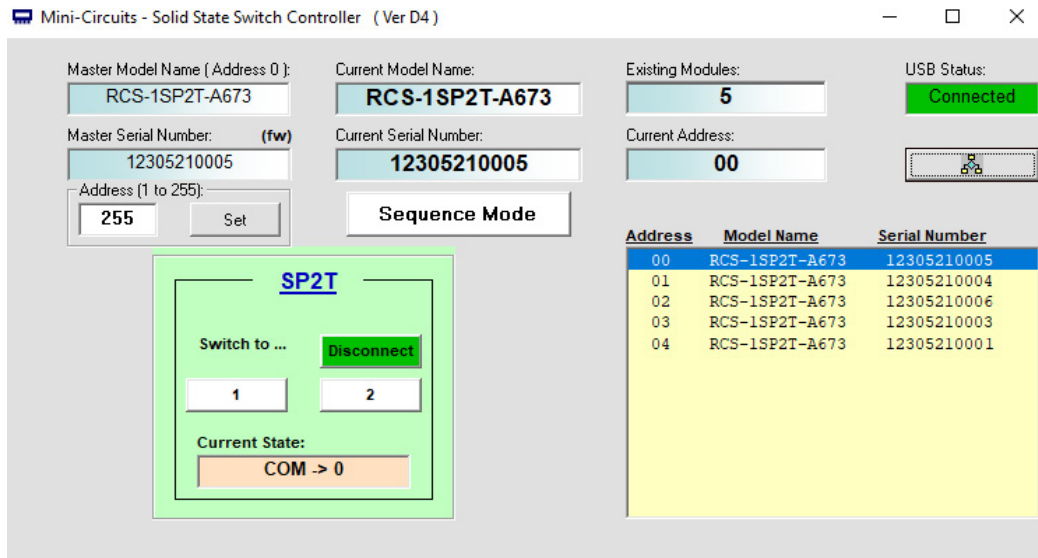 Mini-Circuits - Solid State Switch Controller ( Ver D4 )
Master Model Name ( Address 0 ):
RCS-1SP2T-A673
Current Model Name:
RCS-1SP2T-A673
Existing Modules:
5
USB Status:
Connected
Master Serial Number: (fw)
12305210005
Current Serial Number:
12305210005
Current Address:
00
Address (1 to 255):
255 Set
Sequence Mode
SP2T
Switch to ... Disconnect
1 2
Current State:
COM -> 0
Address Model Name Serial Number
00 RCS-1SP2T-A673 12305210005
01 RCS-1SP2T-A673 12305210004
02 RCS-1SP2T-A673 12305210006
03 RCS-1SP2T-A673 12305210003
04 RCS-1SP2T-A673 12305210001